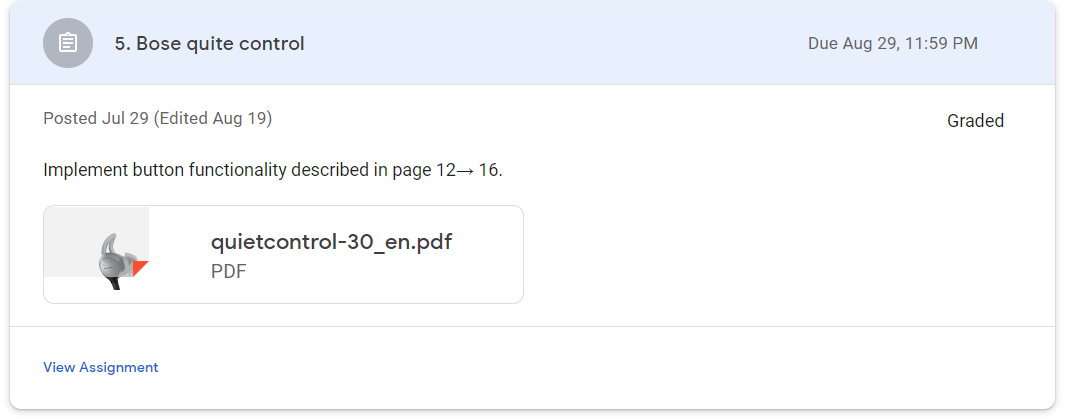 5. Bose quite control
Due Aug 29, 11:59 PM
Posted Jul 29 (Edited Aug 19)
Graded
Implement button functionality described in page 12→ 16.
quietcontrol-30_en.pdf
PDF
View Assignment